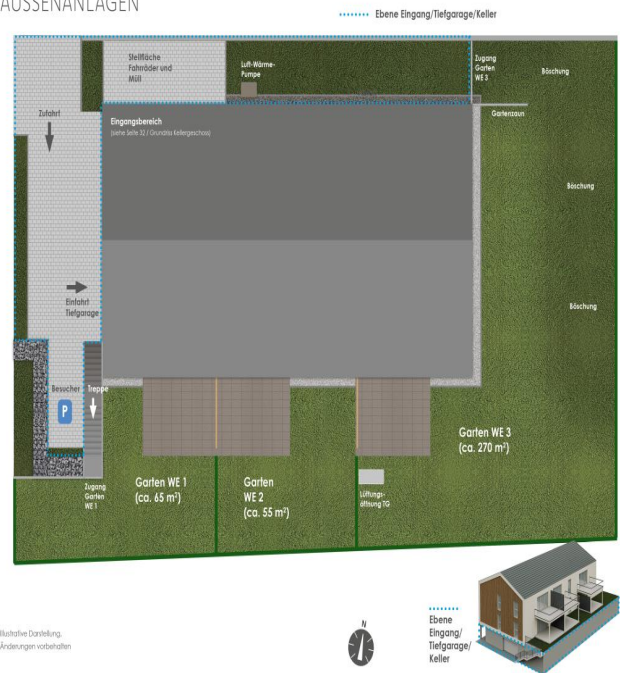 AUSSENANLAGEN
Ebene Eingang/Tiefgarage/Keller
Stellfläche
Fahrräder und
Müll
Luft-Wärme-
Pumpe
Zugang
Garten
WE 3
Böschung
Zufahrt
Eingangsbereich
(siehe Seite 32 / Grundriss Kellergeschoss)
Gartenzaun
Böschung
Einfahrt
Tiefgarage
Böschung
Besucher
Treppe
P
Garten WE 3
(ca. 270 m²)
Zugang
Garten
WE 1
Garten WE 1
(ca. 65 m²)
Garten
WE 2
(ca. 55 m²)
Lüftungs-
öffnung TG
Illustrative Darstellung.
Änderungen vorbehalten
N
Ebene
Eingang/
Tiefgarage/
Keller